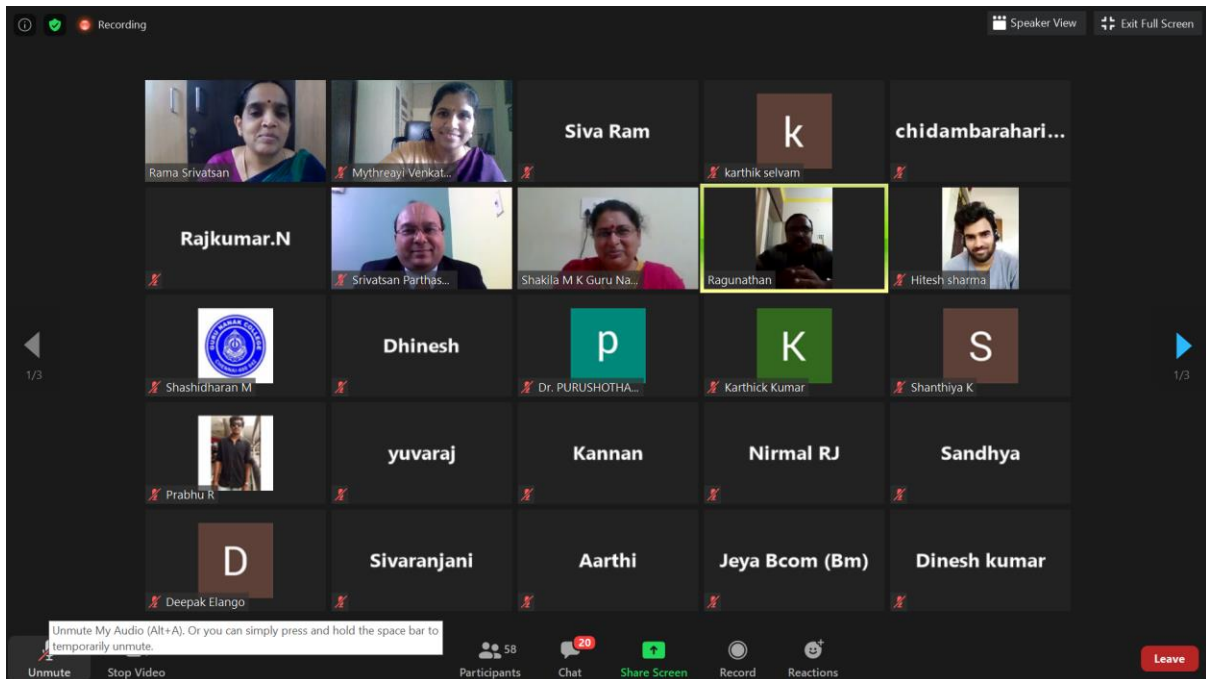 Recording
Speaker View
Exit Full Screen
Rama Srivatsan
Mythreayi Venkat...
Siva Ram
k
karthik selvam
chidambarahari...
Rajkumar.N
Srivatsan Parthas...
Shakila M K Guru Na...
Ragunathan
Hitesh sharma
GURU NANAK COLLEGE
Shashidharan M
Dhinesh
p
Dr. PURUSHOTHA...
K
Karthick Kumar
S
Shanthiya K
1/3
1/3
Prabhu R
yuvaraj
Kannan
Nirmal RJ
Sandhya
D
Deepak Elango
Sivaranjani
Aarthi
Jeya Bcom (Bm)
Dinesh kumar
Unmute My Audio (Alt+A). Or you can simply press and hold the space bar to
temporarily unmute.
Unmute
Stop Video
58
Participants
20
Chat
Share Screen
Record
Reactions
Leave